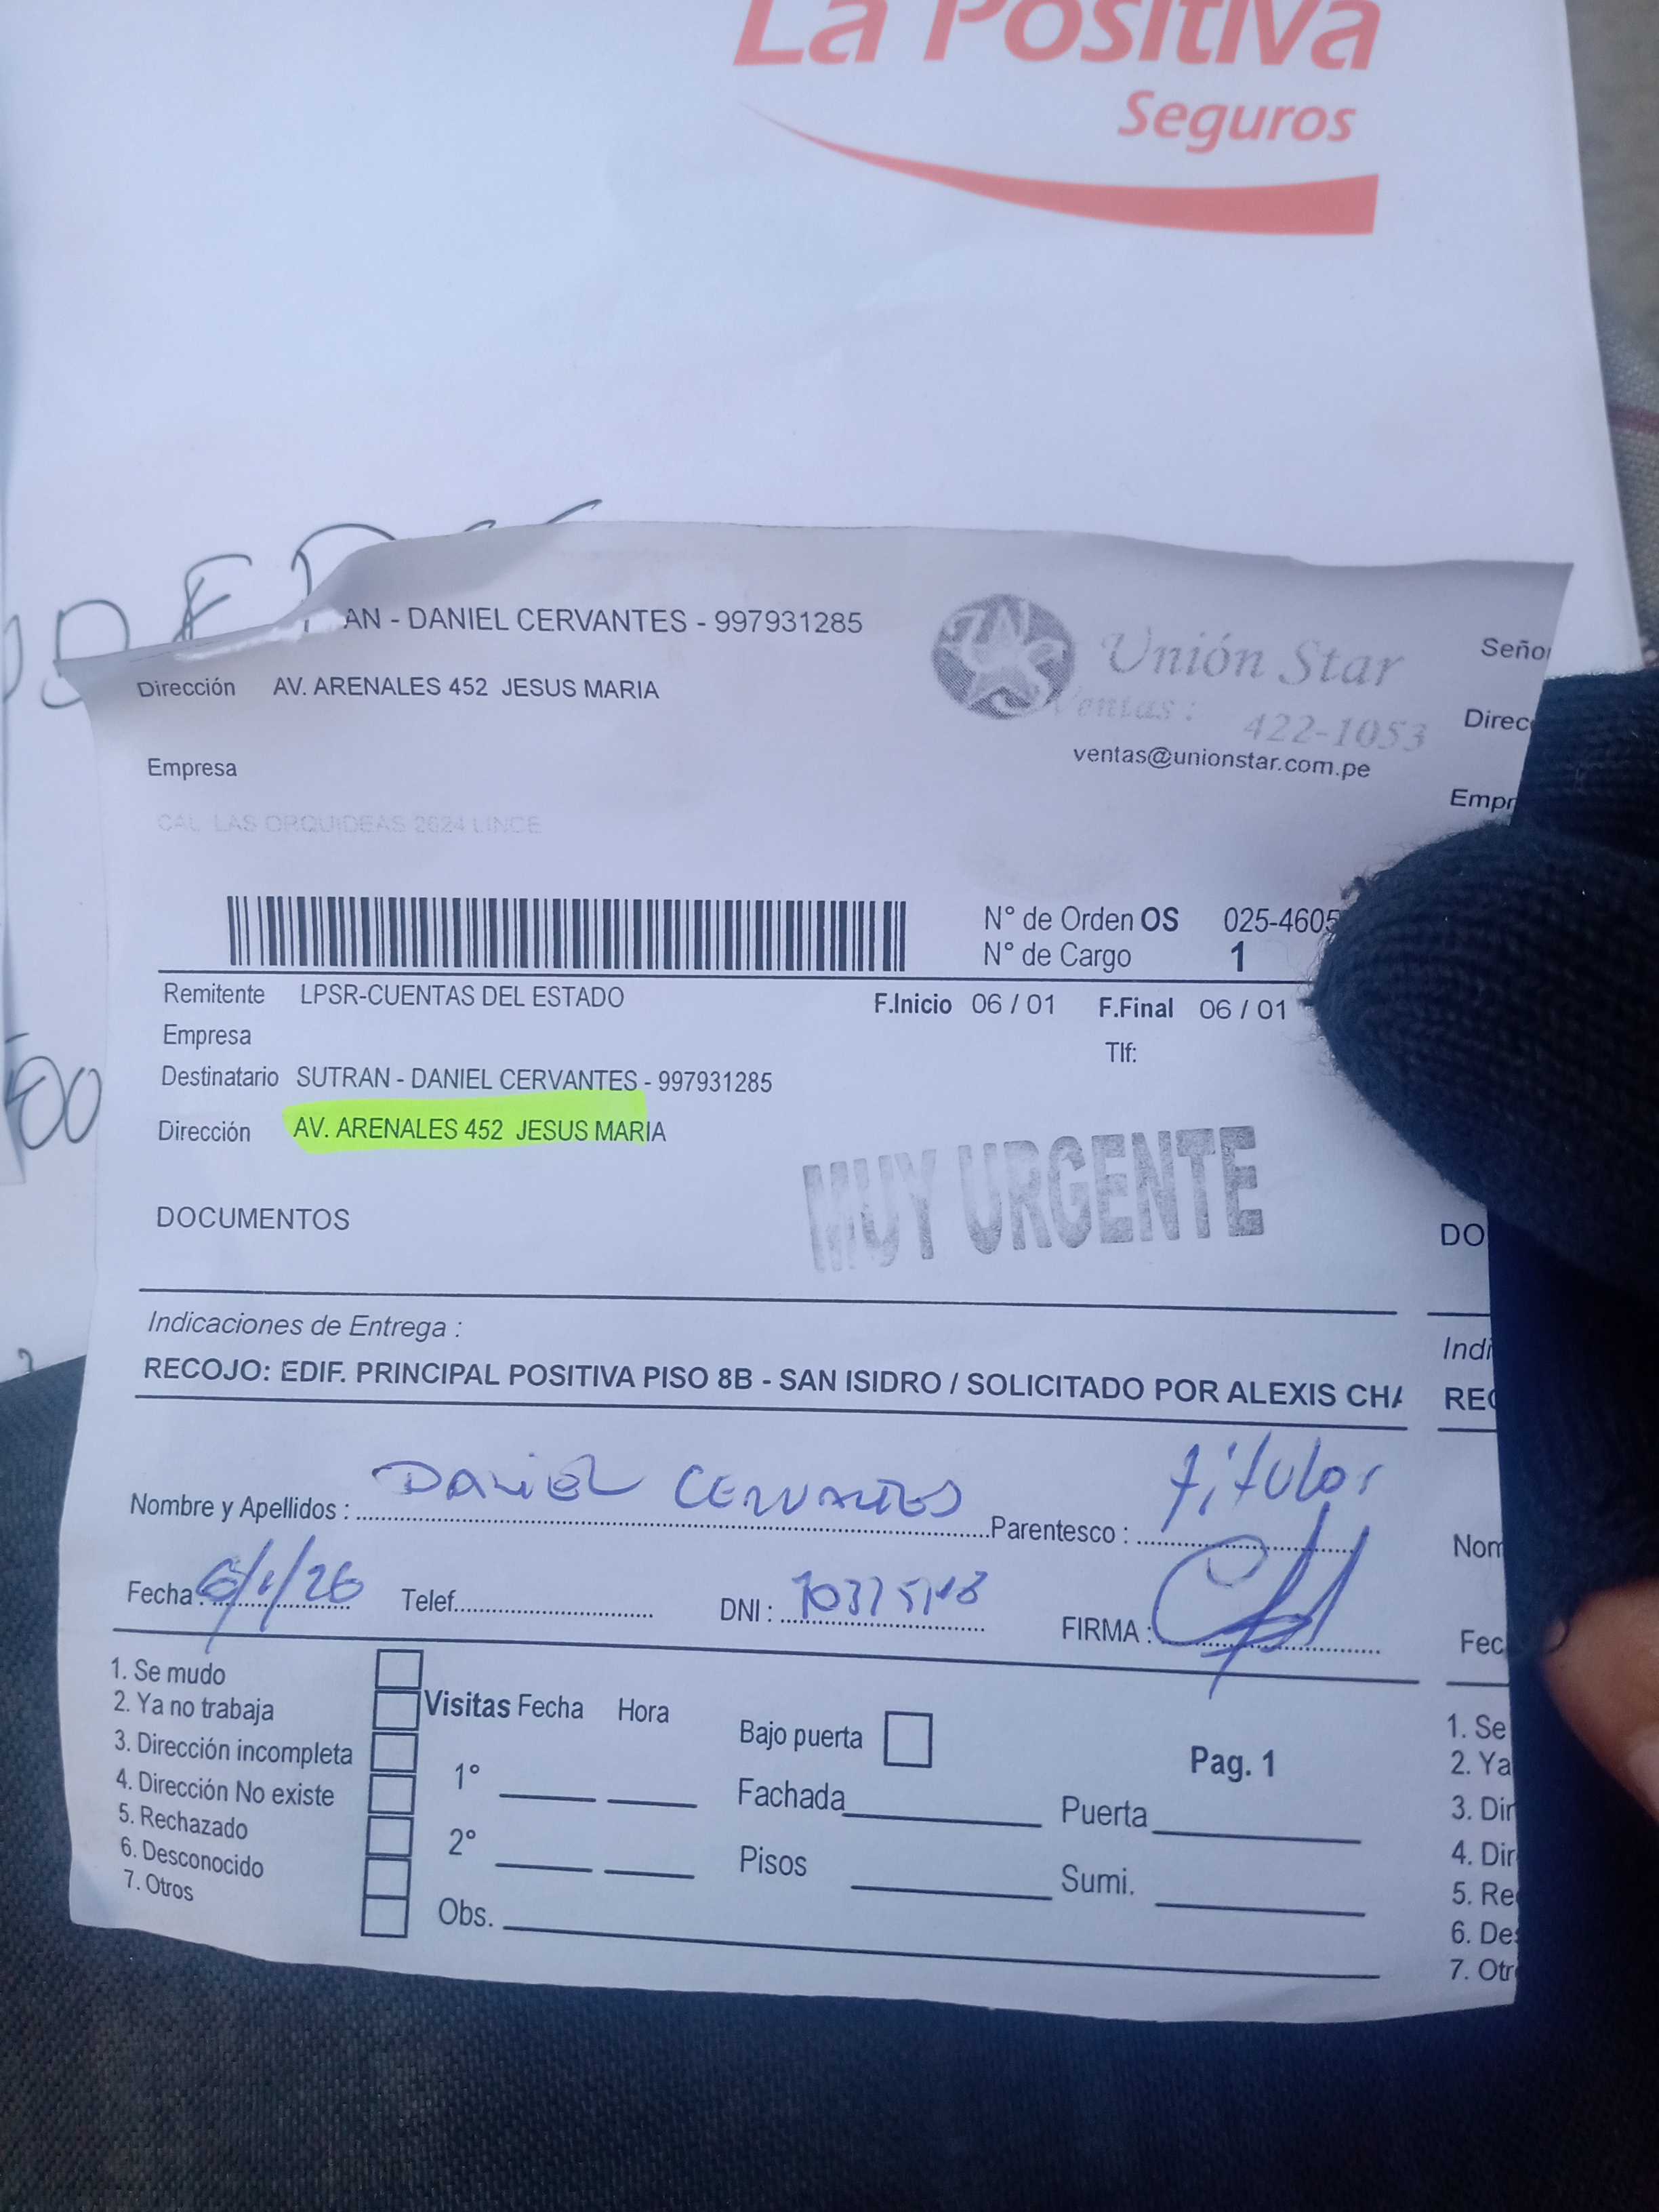 La Positiva
Seguros
AN - DANIEL CERVANTES - 997931285
Dirección AV. ARENALES 452 JESUS MARIA
Empresa
CAL LAS ORQUIDEAS 2624 LINCE
Unión Star
Ventas : 422-1053
ventas@unionstar.com.pe
Señor
Direc
Empr
N° de Orden OS 025-4605
N° de Cargo 1
Remitente LPSR-CUENTAS DEL ESTADO
F.Inicio 06 / 01 F.Final 06 / 01
Empresa
Tlf:
Destinatario SUTRAN - DANIEL CERVANTES - 997931285
Dirección AV. ARENALES 452 JESUS MARIA
MUY URGENTE
DOCUMENTOS
DO
Indicaciones de Entrega :
Indi
RECOJO: EDIF. PRINCIPAL POSITIVA PISO 8B - SAN ISIDRO / SOLICITADO POR ALEXIS CHA
REC
Nombre y Apellidos : DANIEL CERVANTES Parentesco : titular
Nom
Fecha : 6/1/26 Telef. DNI : FIRMA :
Fec
1. Se mudo
2. Ya no trabaja
3. Dirección incompleta
4. Dirección No existe
5. Rechazado
6. Desconocido
7. Otros
Visitas Fecha Hora
1°
2°
Obs.
Bajo puerta
Fachada
Pisos
Pag. 1
Puerta
Sumi.
1. Se
2. Ya
3. Dir
4. Dir
5. Re
6. Des
7. Otr